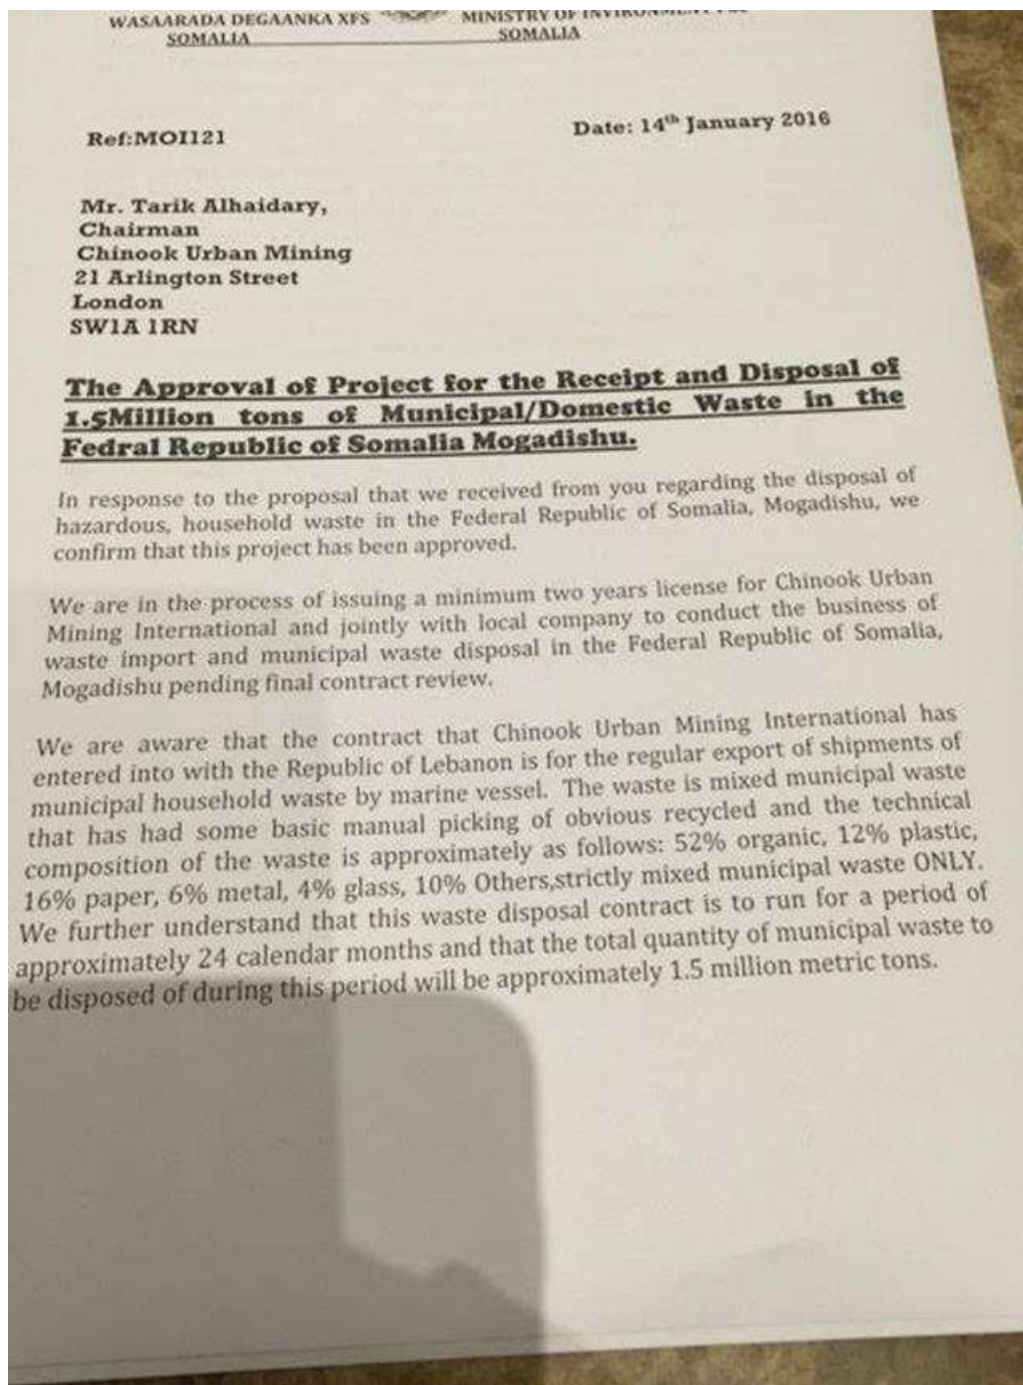 WASAARADA DEGAANKA XFS
SOMALIA
MINISTRY OF
SOMALIA
Ref:MOI121
Date: 14th January 2016
Mr. Tarik Alhaidary,
Chairman
Chinook Urban Mining
21 Arlington Street
London
SW1A 1RN
The Approval of Project for the Receipt and Disposal of
1.5Million tons of Municipal/Domestic Waste in the
Fedral Republic of Somalia Mogadishu.
In response to the proposal that we received from you regarding the disposal of
hazardous, household waste in the Federal Republic of Somalia, Mogadishu, we
confirm that this project has been approved.
We are in the process of issuing a minimum two years license for Chinook Urban
Mining International and jointly with local company to conduct the business of
waste import and municipal waste disposal in the Federal Republic of Somalia,
Mogadishu pending final contract review.
We are aware that the contract that Chinook Urban Mining International has
entered into with the Republic of Lebanon is for the regular export of shipments of
municipal household waste by marine vessel. The waste is mixed municipal waste
that has had some basic manual picking of obvious recycled and the technical
composition of the waste is approximately as follows: 52% organic, 12% plastic,
16% paper, 6% metal, 4% glass, 10% Others,strictly mixed municipal waste ONLY.
We further understand that this waste disposal contract is to run for a period of
approximately 24 calendar months and that the total quantity of municipal waste to
be disposed of during this period will be approximately 1.5 million metric tons.